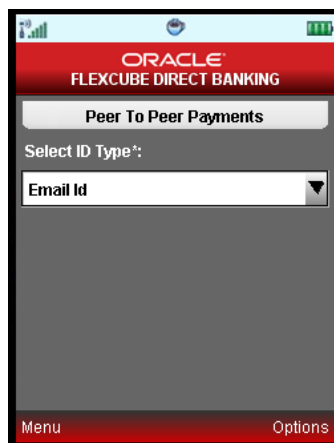 ORACLE
FLEXCUBE DIRECT BANKING
Peer To Peer Payments
Select ID Type*:
Email Id
Menu Options